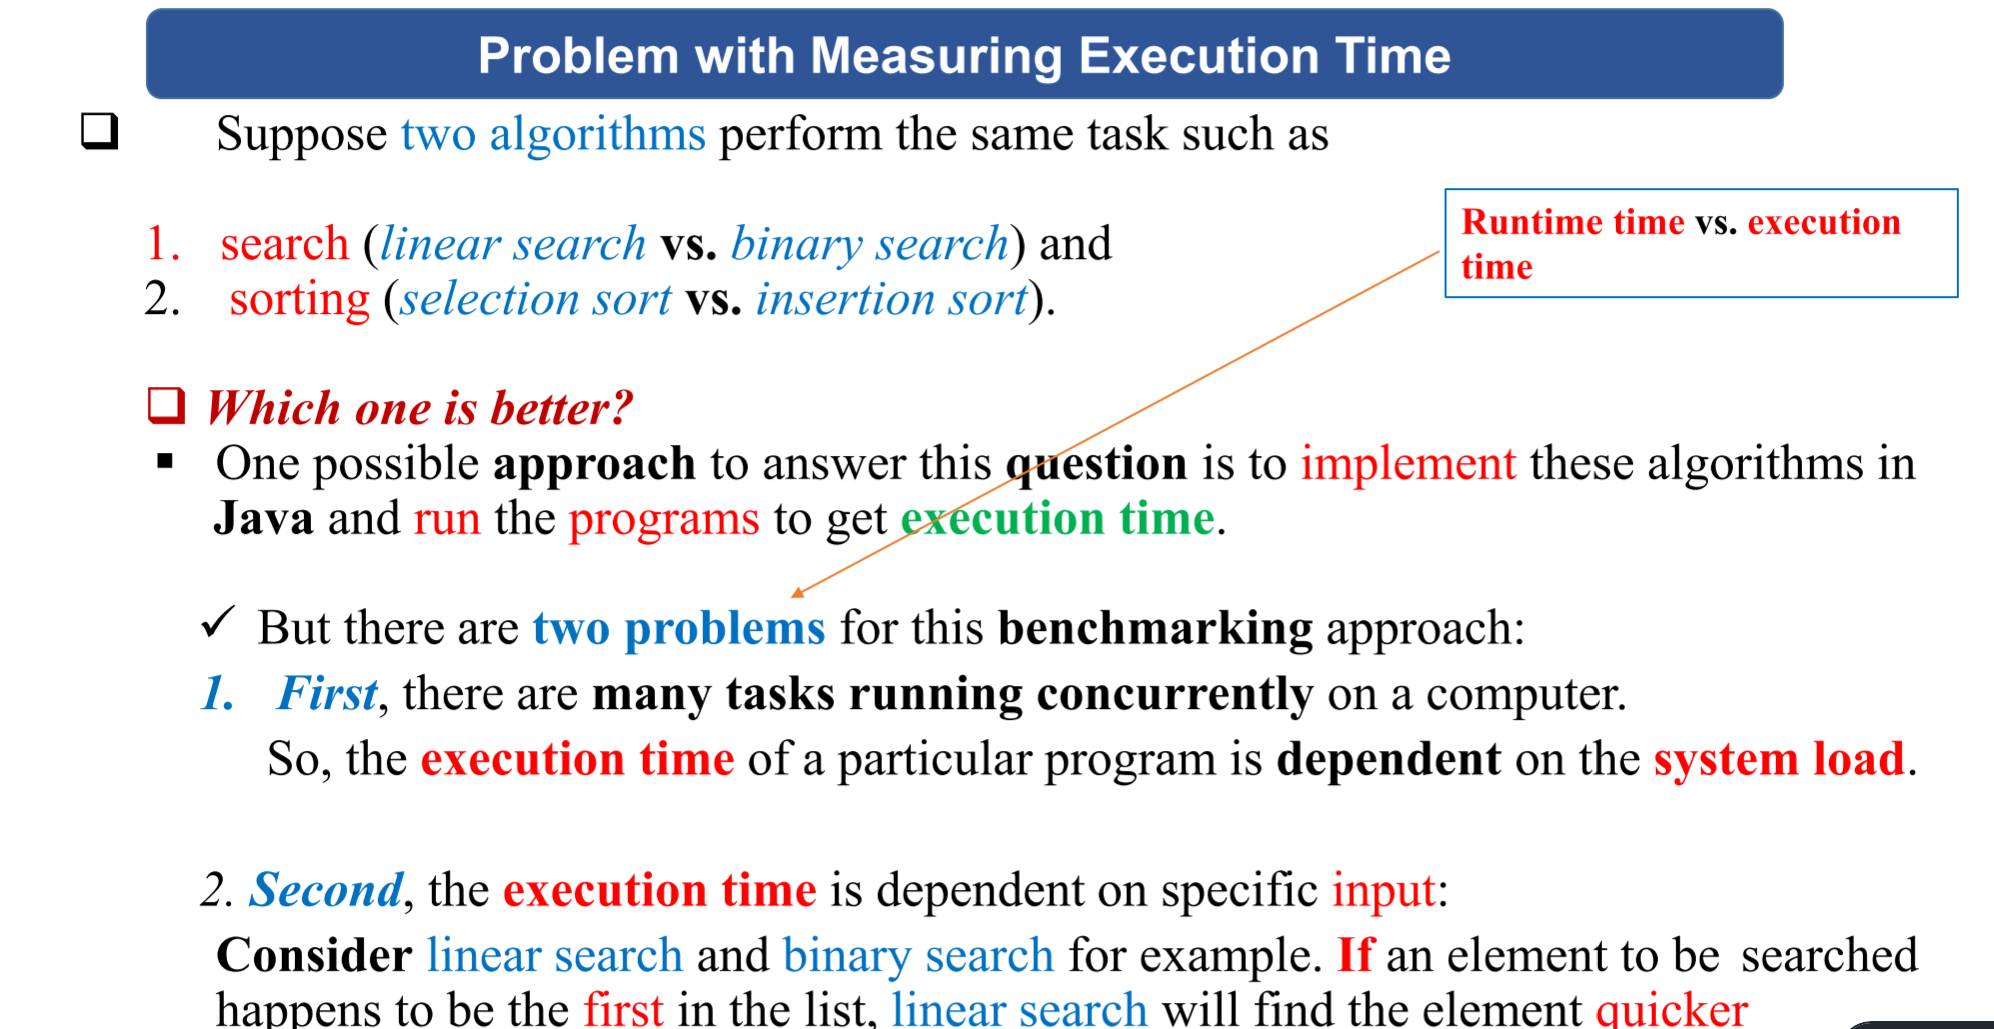 Problem with Measuring Execution Time
Suppose two algorithms perform the same task such as
1. search (linear search vs. binary search) and
2. sorting (selection sort vs. insertion sort).
Runtime time vs. execution
time
Which one is better?
One possible approach to answer this question is to implement these algorithms in
Java and run the programs to get execution time.
But there are two problems for this benchmarking approach:
1. First, there are many tasks running concurrently on a computer.
So, the execution time of a particular program is dependent on the system load.
2. Second, the execution time is dependent on specific input:
Consider linear search and binary search for example. If an element to be searched
happens to be the first in the list, linear search will find the element quicker